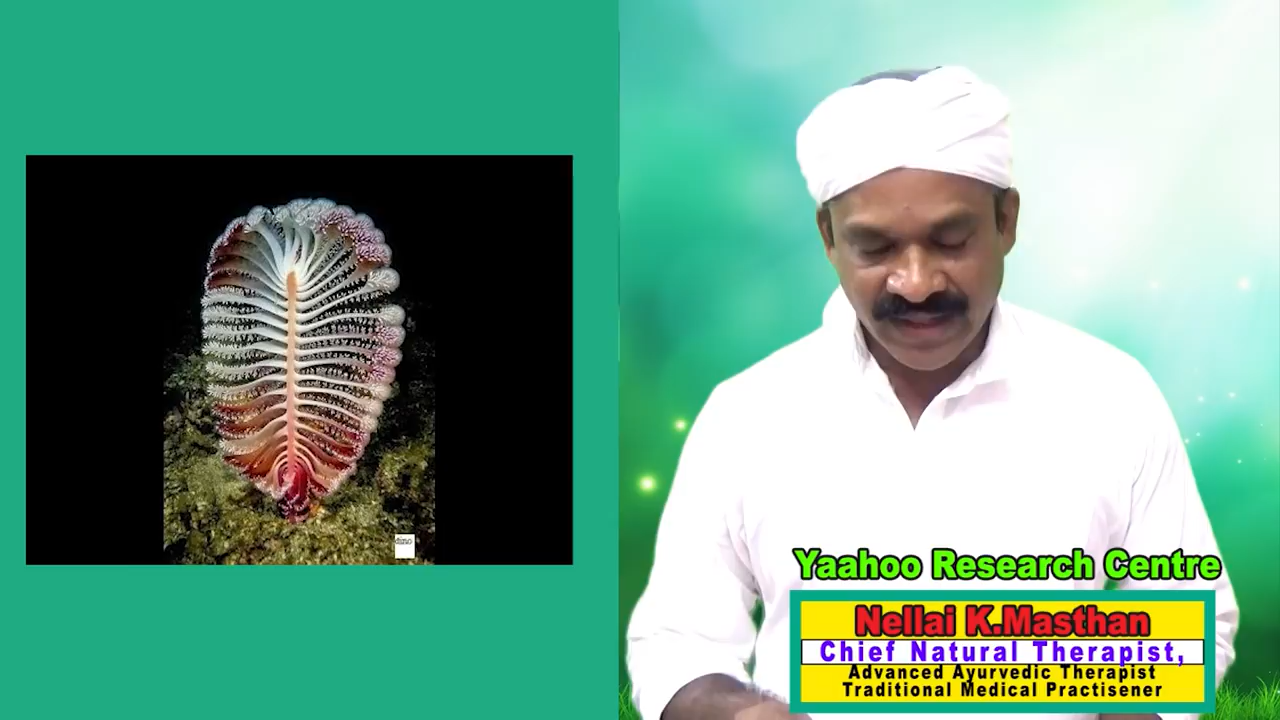 Yaahoo Research Centre
Nellai K.Masthan
Chief Natural Therapist,
Advanced Ayurvedic Therapist
Traditional Medical Practisener